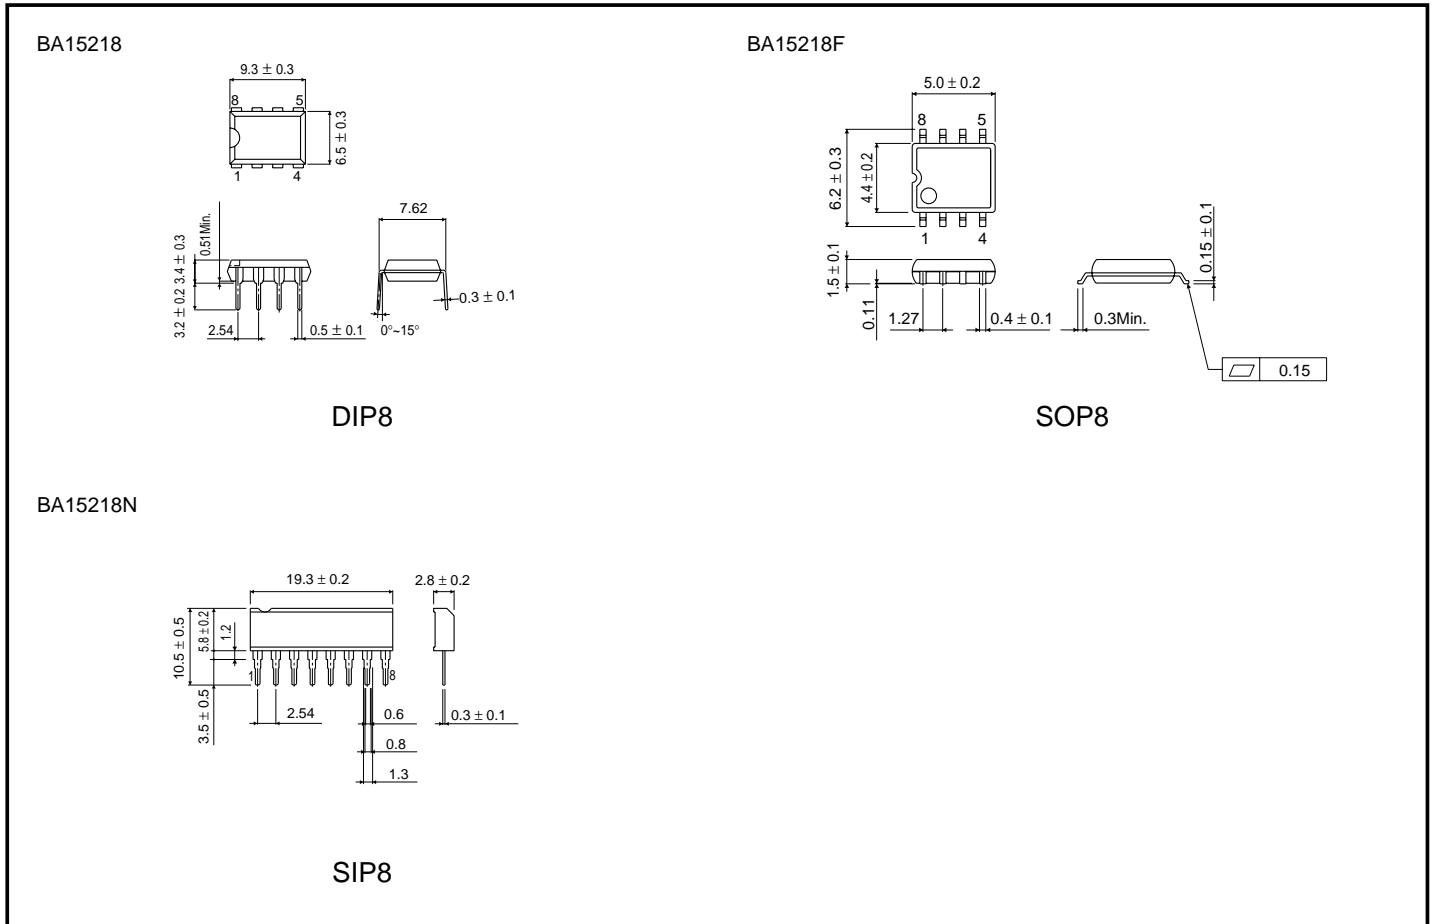 BA15218
9.3 ± 0.3
8 5
6.5 ± 0.3
1 4
0.51Min.
3.2 ± 0.2 3.4 ± 0.3
7.62
2.54
0.5 ± 0.1
0°~15°
0.3 ± 0.1
DIP8
BA15218F
5.0 ± 0.2
8 5
6.2 ± 0.3
4.4 ± 0.2
1 4
1.5 ± 0.1
0.11
1.27
0.4 ± 0.1
0.3Min.
0.15 ± 0.1
0.15
SOP8
BA15218N
19.3 ± 0.2
2.8 ± 0.2
10.5 ± 0.5
5.8 ± 0.2
1.2
1 8
3.5 ± 0.5
2.54
0.6
0.8
1.3
0.3 ± 0.1
SIP8